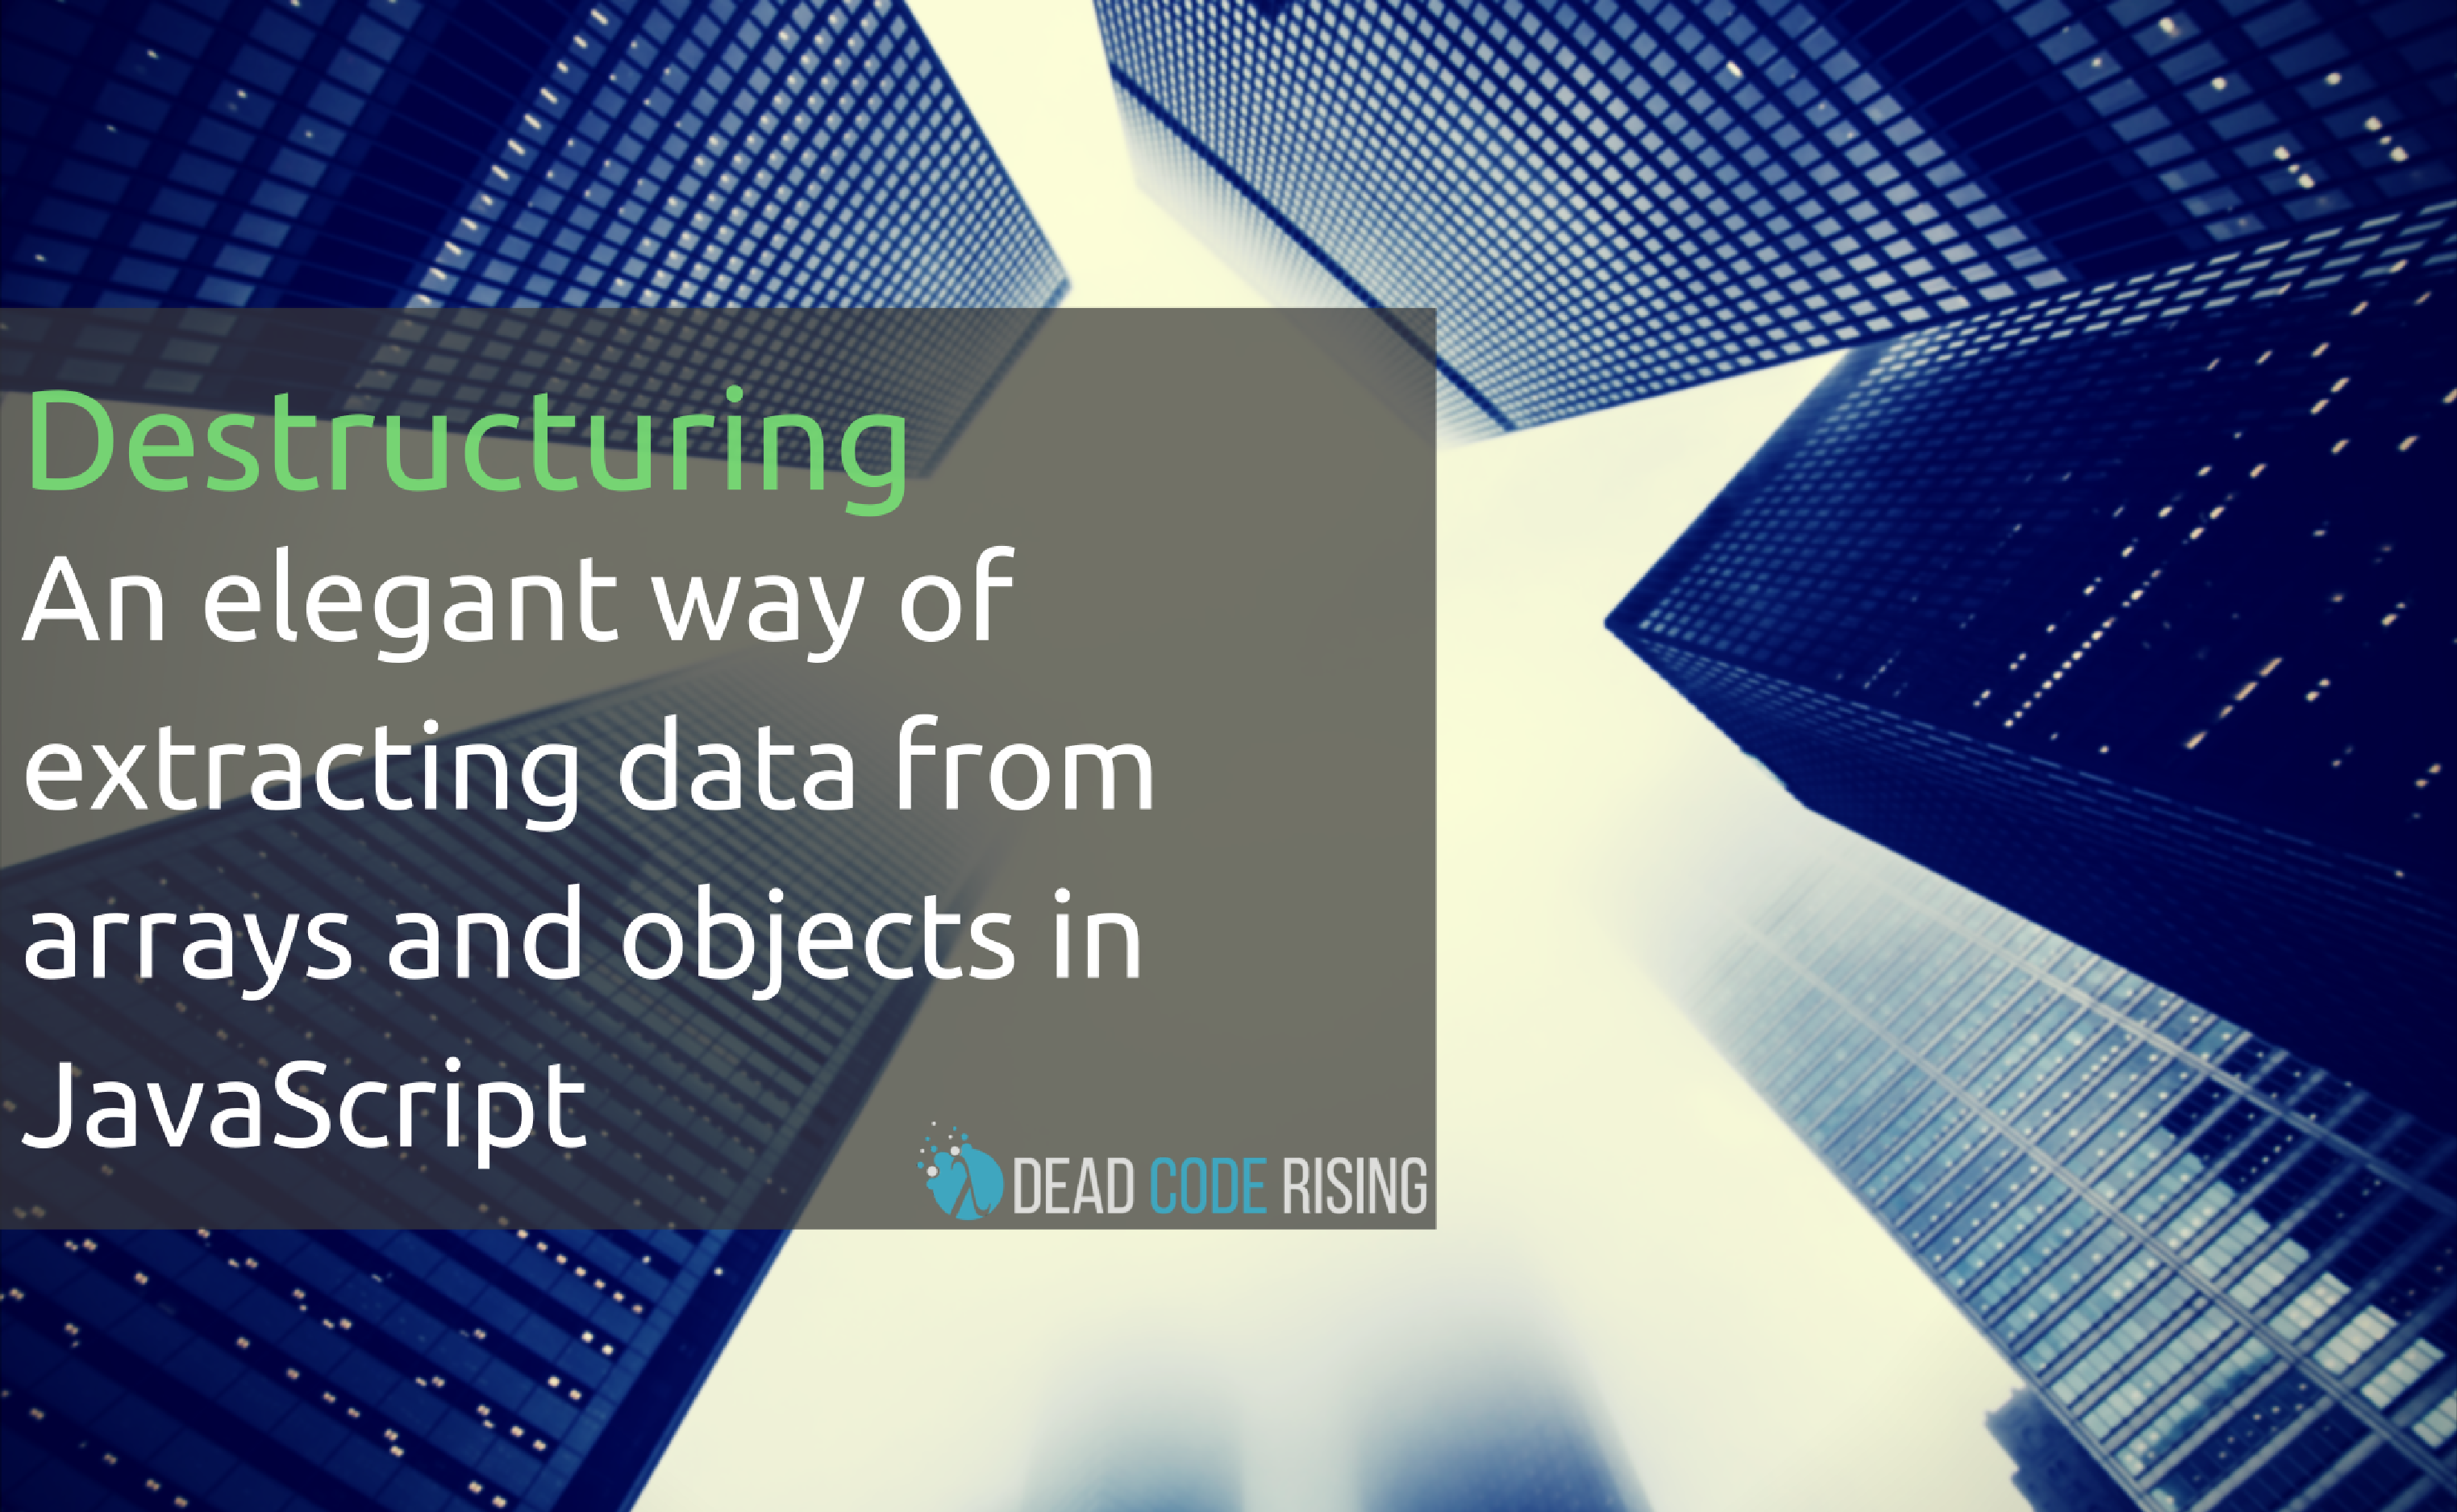 Destructuring
An elegant way of
extracting data from
arrays and objects in
JavaScript
DEAD CODE RISING